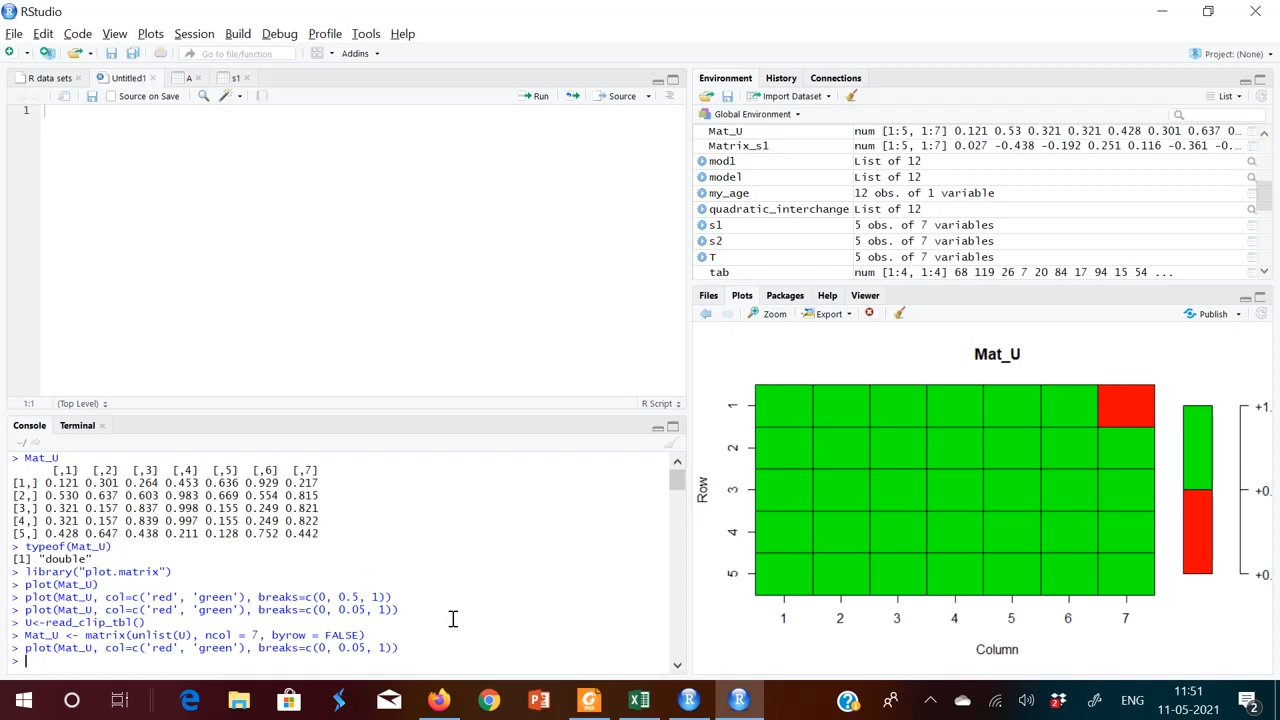 RStudio
File Edit Code View Plots Session Build Debug Profile Tools Help
Go to file/function Addins Project: (None)
R data sets Untitled1 A s1
Source on Save Run Source
1
1:1 (Top Level) R Script
Console Terminal
~/
> Mat_U
[,1] [,2] [,3] [,4] [,5] [,6] [,7]
[1,] 0.121 0.301 0.264 0.453 0.636 0.929 0.217
[2,] 0.530 0.637 0.603 0.983 0.669 0.554 0.815
[3,] 0.321 0.157 0.837 0.998 0.155 0.249 0.821
[4,] 0.321 0.157 0.839 0.997 0.155 0.249 0.822
[5,] 0.428 0.647 0.438 0.211 0.128 0.752 0.442
> typeof(Mat_U)
[1] "double"
> library("plot.matrix")
> plot(Mat_U)
> plot(Mat_U, col=c('red', 'green'), breaks=c(0, 0.5, 1))
> plot(Mat_U, col=c('red', 'green'), breaks=c(0, 0.05, 1))
> U<-read_clip_tbl()
> Mat_U <- matrix(unlist(U), ncol = 7, byrow = FALSE)
> plot(Mat_U, col=c('red', 'green'), breaks=c(0, 0.05, 1))
>
Environment History Connections
Import Dataset List
Global Environment
Mat_U num [1:5, 1:7] 0.121 0.53 0.321 0.321 0.428 0.301 0.637 0...
Matrix_s1 num [1:5, 1:7] 0.027 -0.438 -0.192 0.251 0.116 -0.361 -0...
mod1 List of 12
model List of 12
my_age 12 obs. of 1 variable
quadratic_interchange List of 12
s1 5 obs. of 7 variables
s2 5 obs. of 7 variables
T 5 obs. of 7 variables
tab num [1:4, 1:4] 68 119 26 7 20 84 17 94 15 54 ...
Files Plots Packages Help Viewer
Zoom Export Publish
Mat_U
Row
1
2
3
4
5
1 2 3 4 5 6 7
Column
+1.
+0
+0
ENG
11:51
11-05-2021
2